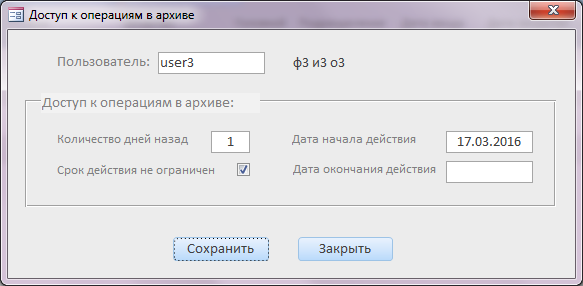 Доступ к операциям в архиве
Пользователь: user3 ф3 и3 о3
Доступ к операциям в архиве:
Количество дней назад 1 Дата начала действия 17.03.2016
Срок действия не ограничен Дата окончания действия
Сохранить Закрыть